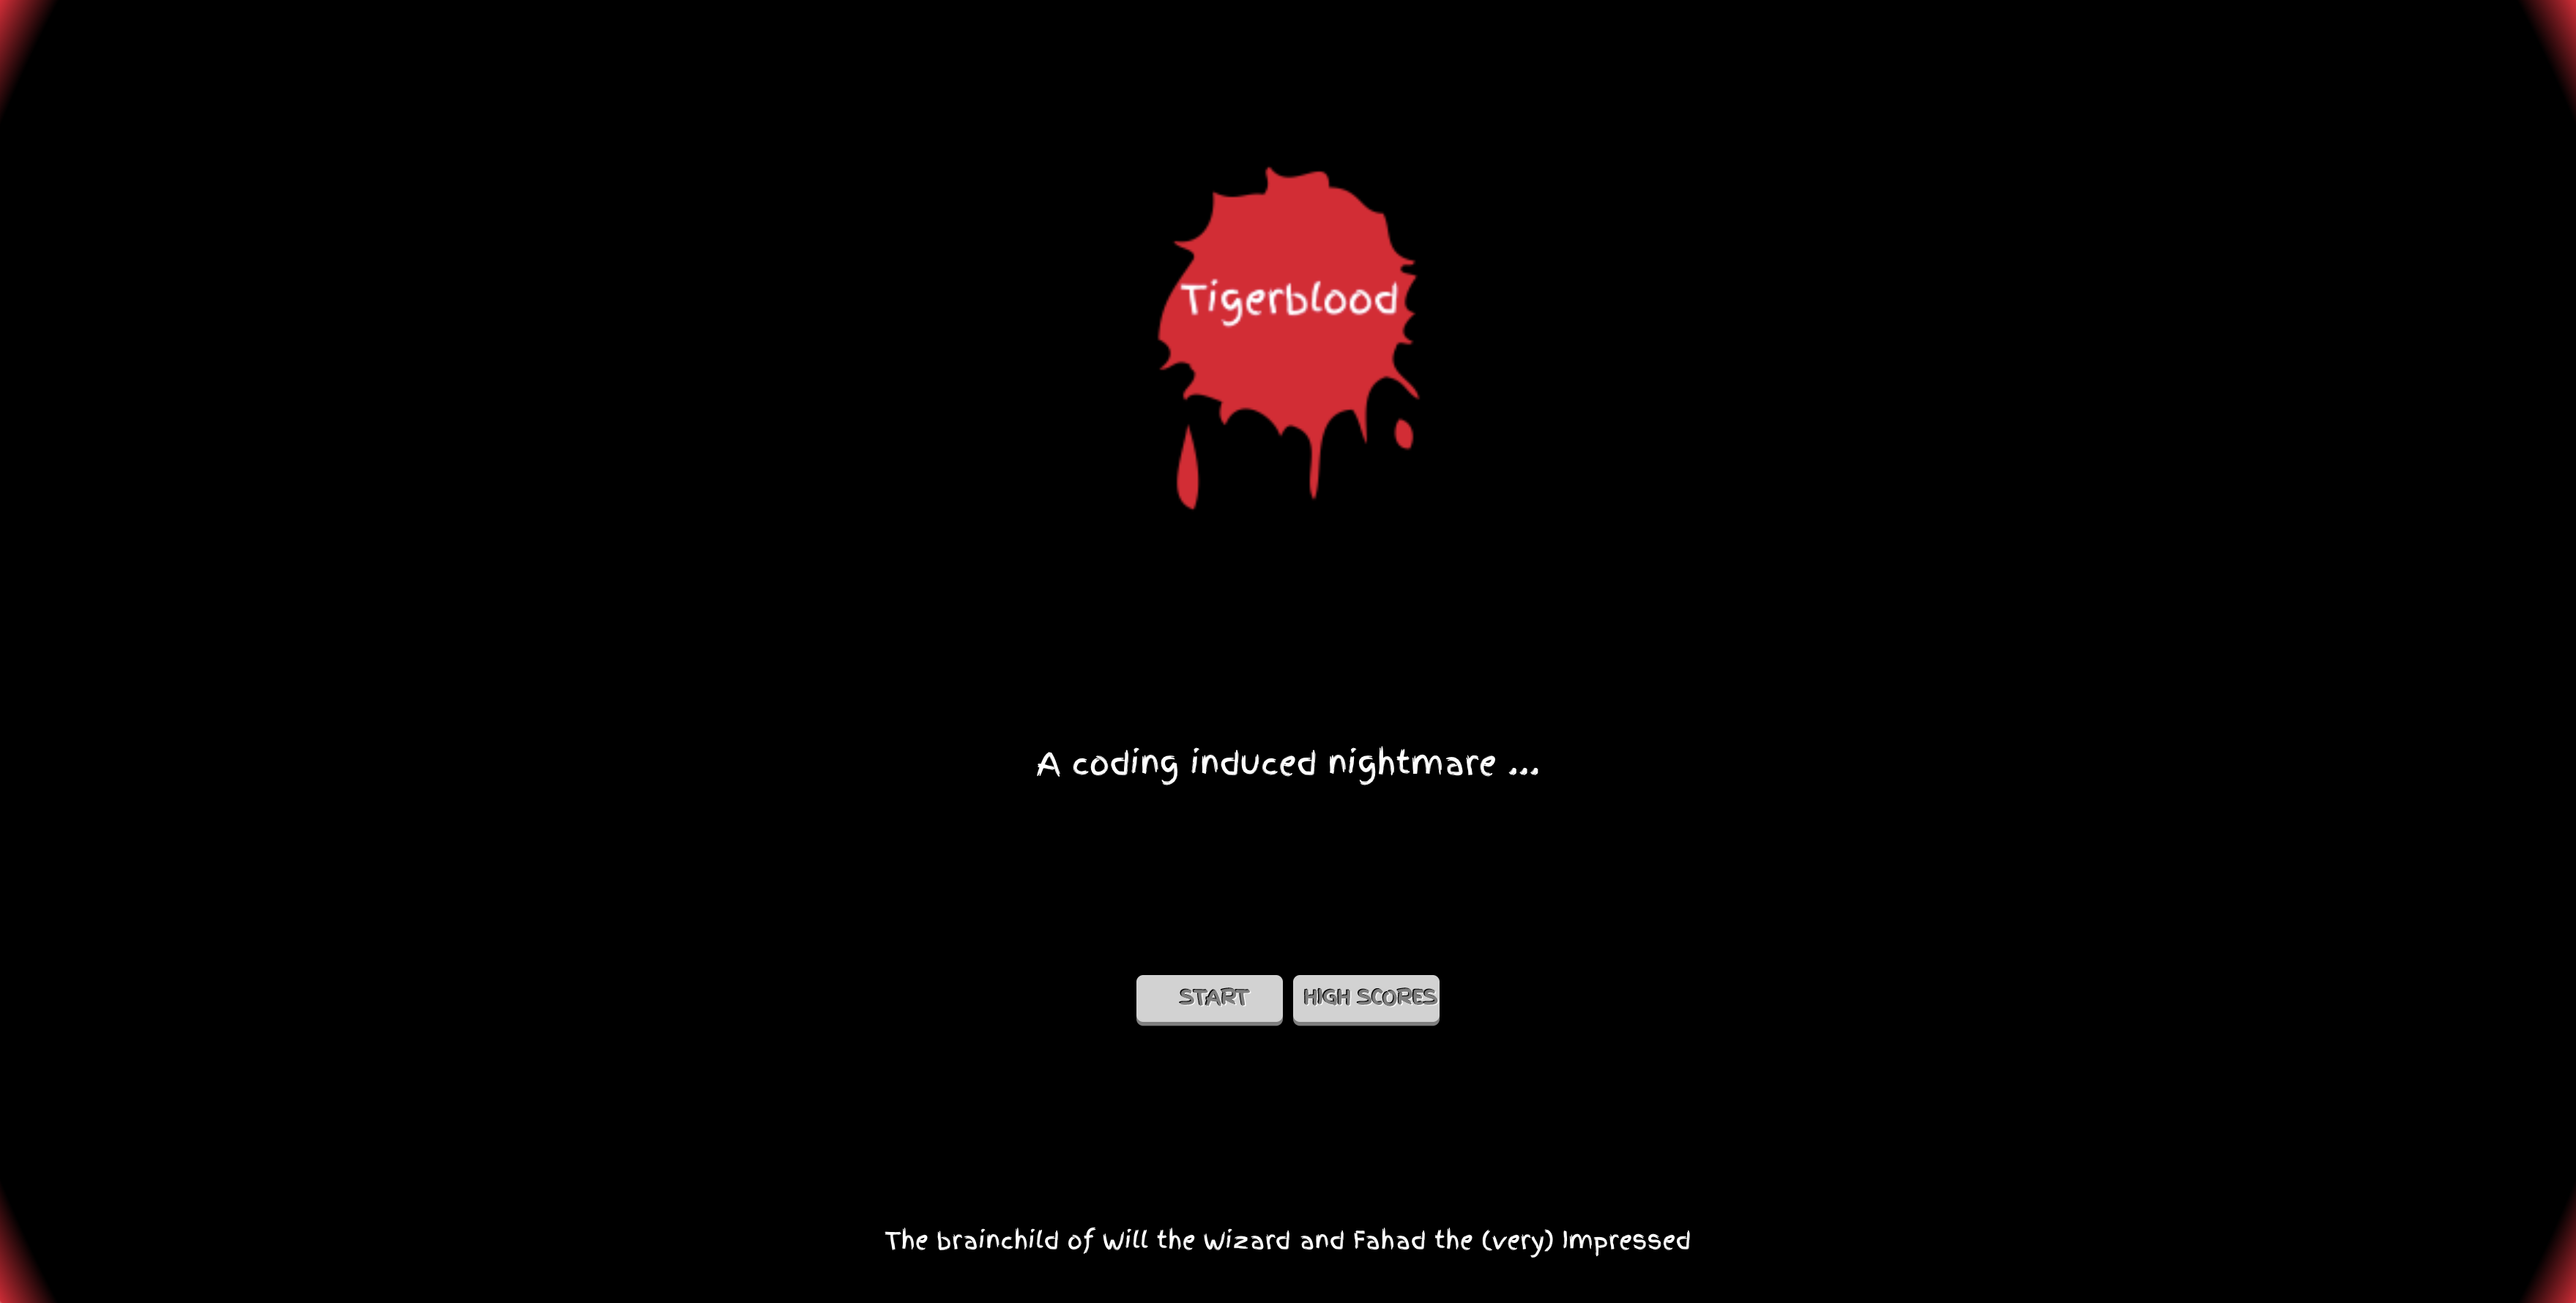 Tigerblood
A coding induced nightmare ...
START
HIGH SCORES
The brainchild of Will the Wizard and Fahad the (very) Impressed